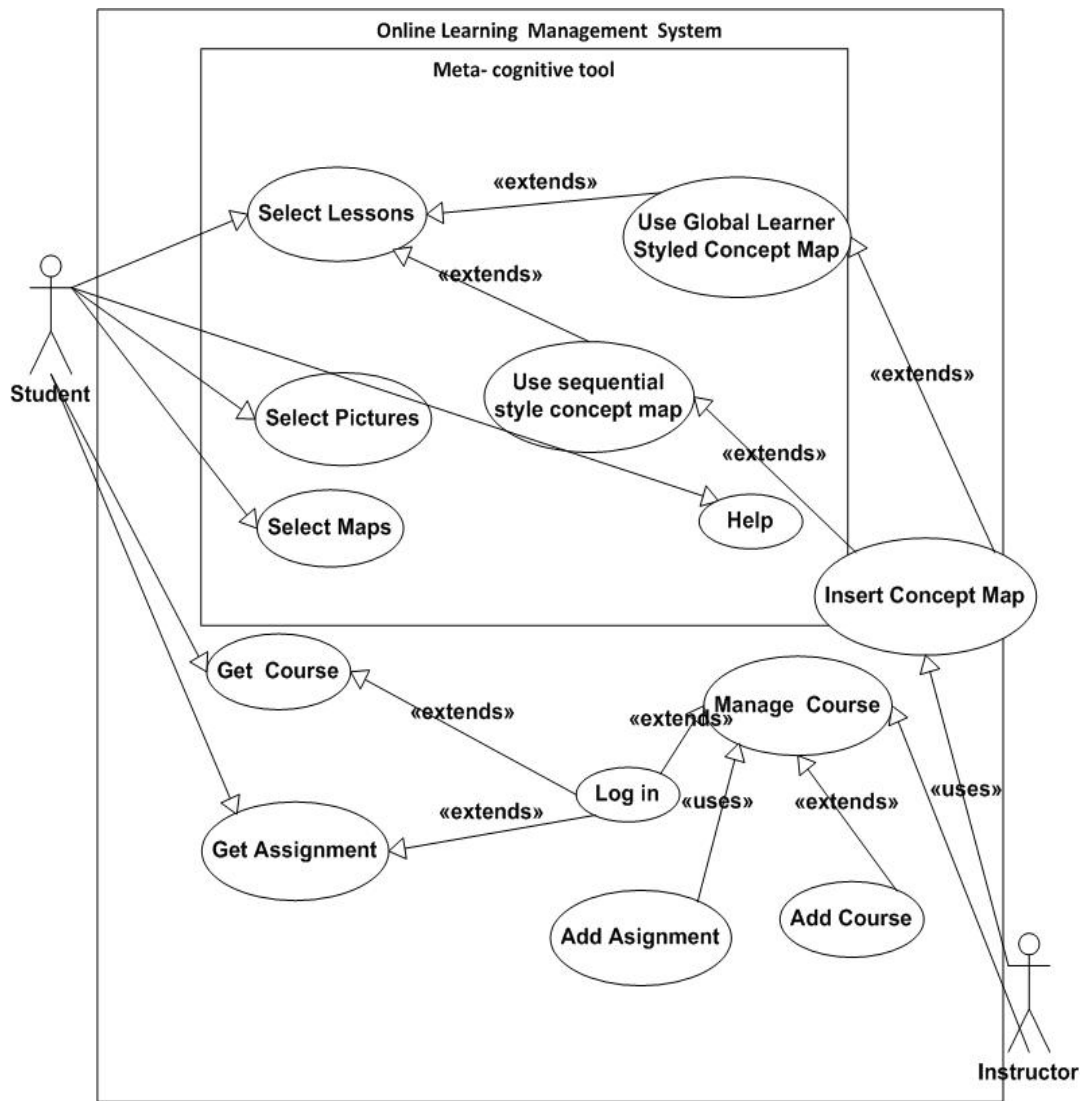 Online Learning Management System
Meta- cognitive tool
«extends»
Select Lessons
Use Global Learner
Styled Concept Map
«extends»
Student
Use sequential
style concept map
«extends»
Select Pictures
«extends»
Select Maps
Help
Insert Concept Map
Get Course
Manage Course
«extends»
«extends»
Log in
«uses»
«extends»
«uses»
«extends»
Get Assignment
Add Asignment
Add Course
Instructor